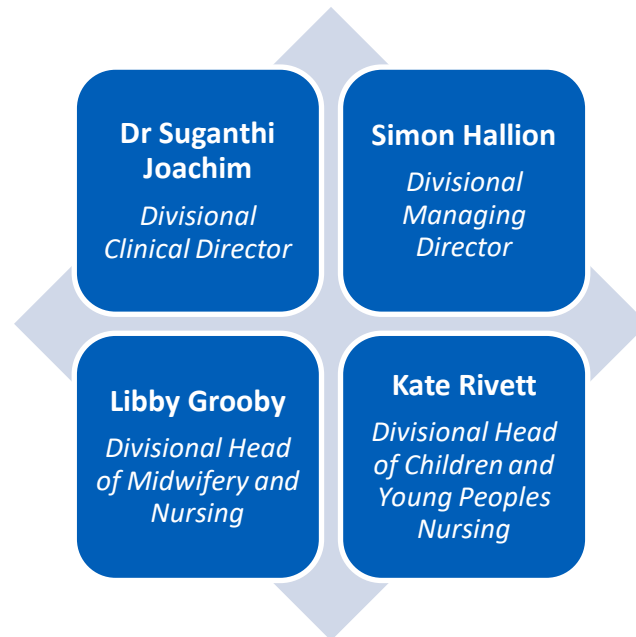 Dr Suganthi
Joachim
Divisional
Clinical Director
Simon Hallion
Divisional
Managing
Director
Libby Grooby
Divisional Head
of Midwifery and
Nursing
Kate Rivett
Divisional Head
of Children and
Young Peoples
Nursing